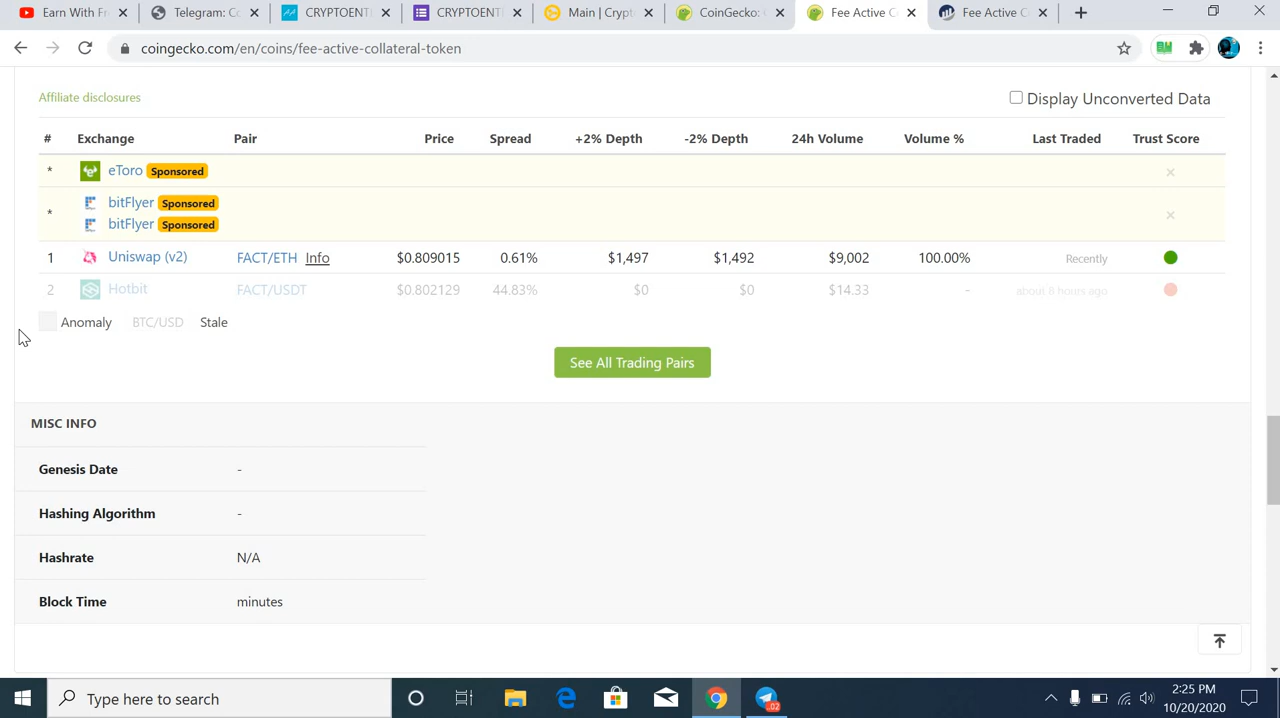 Earn With Fr
Telegram: Co
CRYPTOENT
CRYPTOENTU
Main | Crypt
CoinGecko: C
Fee Active C
Fee Active C
coingecko.com/en/coins/fee-active-collateral-token
Affiliate disclosures
Display Unconverted Data
# Exchange Pair Price Spread +2% Depth -2% Depth 24h Volume Volume % Last Traded Trust Score
* eToro Sponsored
* bitFlyer Sponsored
bitFlyer Sponsored
1 Uniswap (v2) FACT/ETH Info $0.809015 0.61% $1,497 $1,492 $9,002 100.00% Recently
2 Hotbit FACT/USDT $0.802129 44.83% $0 $0 $14.33 - about 8 hours ago
Anomaly BTC/USD Stale
See All Trading Pairs
MISC INFO
Genesis Date -
Hashing Algorithm -
Hashrate N/A
Block Time minutes
Type here to search
02
2:25 PM
10/20/2020